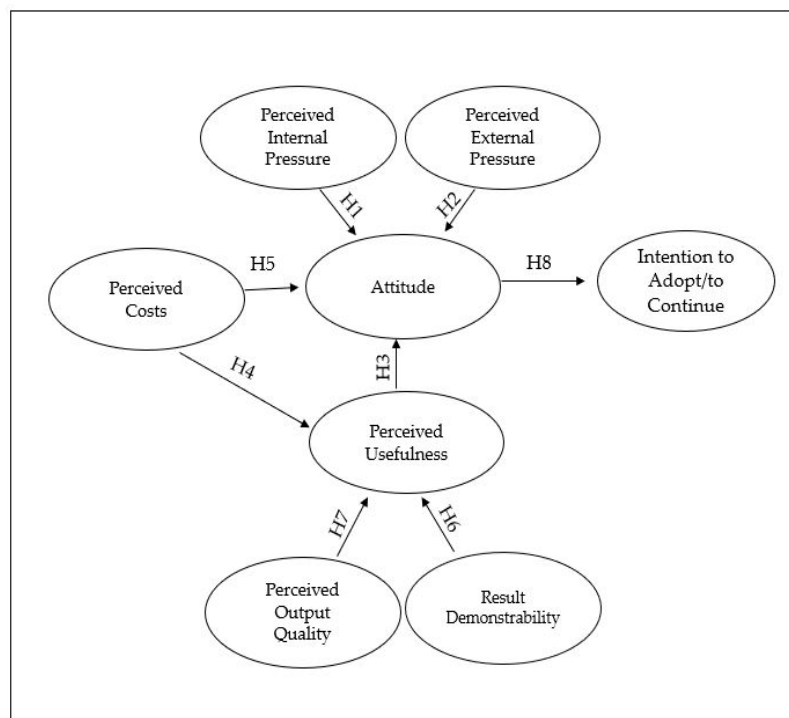 Perceived
Internal
Pressure
Perceived
External
Pressure
H1
H2
Perceived
Costs
H5
Attitude
H8
Intention to
Adopt/to
Continue
H4
H3
Perceived
Usefulness
H7
H6
Perceived
Output
Quality
Result
Demonstrability